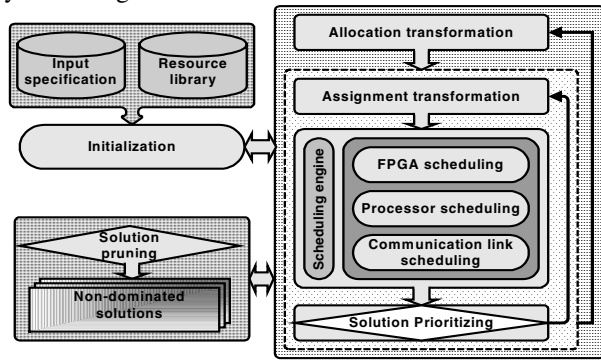 Allocation transformation
Input
specification
Resource
library
Assignment transformation
Initialization
Scheduling engine
FPGA scheduling
Processor scheduling
Communication link
scheduling
Solution
pruning
Non-dominated
solutions
Solution Prioritizing